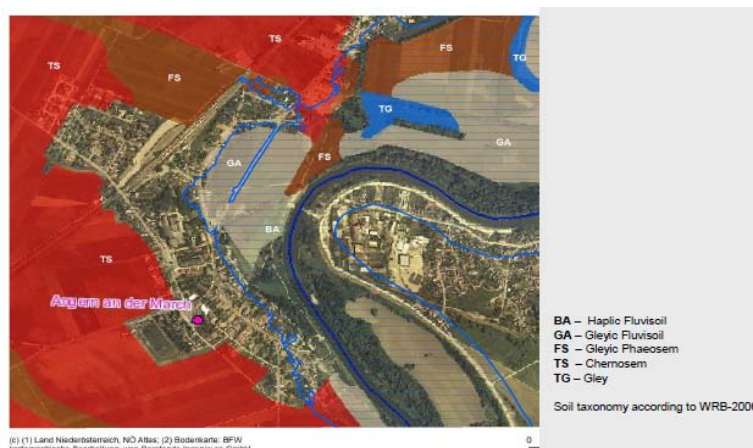 TS
TS
FS
FS
TG
TG
GA
GA
FS
BA
TS
Angern an der March
BA – Haplic Fluvisoil
GA – Gleyic Fluvisoil
FS – Gleyic Phaeosem
TS – Chernosem
TG – Gley
Soil taxonomy according to WRB-2006
(c) (1) Land Niederösterreich, NÖ Atlas; (2) Bodenkarte: BFW
0